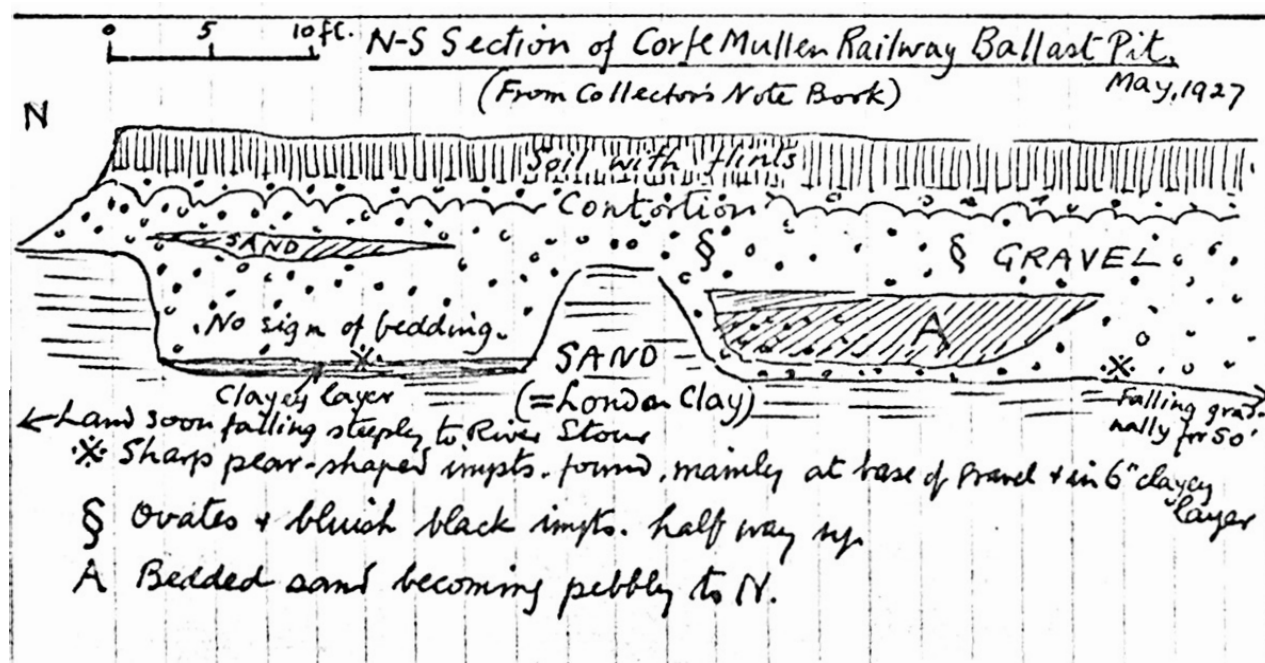 0 5 10ft.
N-S Section of Corfe Mullen Railway Ballast Pit.
(From Collector's Note Book)
May, 1927
N
Soil with flints
Contortion
SAND
§ § GRAVEL
No sign of bedding.
※
A
SAND
※
Clayey layer
(=London Clay)
Falling grad-
ually for 50'
← Land soon falling steeply to River Stour
※ Sharp pear-shaped impts. found, mainly at base of gravel & in 6" clayey
layer
§ Ovates & bluish black impts. half way up.
A Bedded sand becoming pebbly to N.